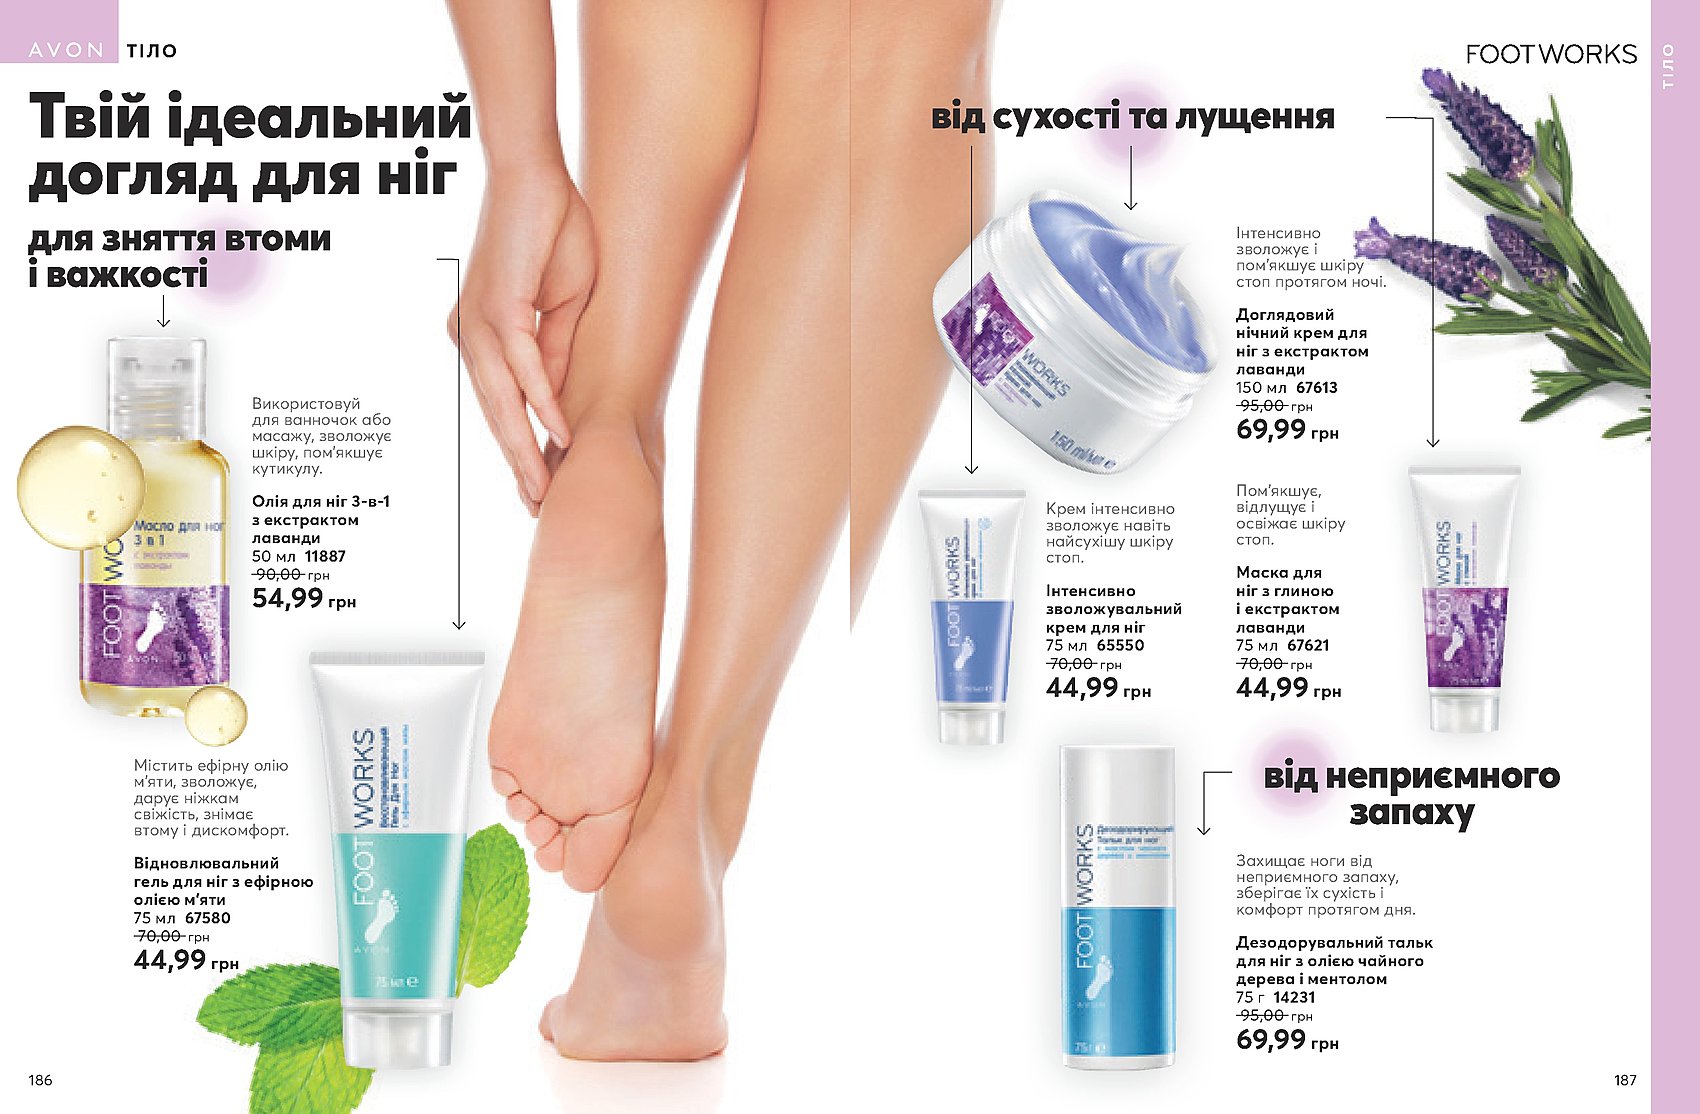 AVON ТІЛО
Твій ідеальний
догляд для ніг
для зняття втоми
і важкості
Використовуй
для ванночок або
масажу, зволожує
шкіру, пом'якшує
кутикулу.
Олія для ніг 3-в-1
з екстрактом
лаванди
50 мл 11887
90,00 грн
54,99 грн
Масло для ног
3 в 1
с экстрактом
лаванды
FOOT WORKS
AVON
Містить ефірну олію
м'яти, зволожує,
дарує ніжкам
свіжість, знімає
втому і дискомфорт.
Відновлювальний
гель для ніг з ефірною
олією м'яти
75 мл 67580
70,00 грн
44,99 грн
FOOT WORKS
Восстанавливающий
Гель Для Ног
AVON
75 мл e
186
FOOTWORKS
ТІЛО
від сухості та лущення
WORKS
150 ml/мл e
Інтенсивно
зволожує і
пом'якшує шкіру
стоп протягом ночі.
Доглядовий
нічний крем для
ніг з екстрактом
лаванди
150 мл 67613
95,00 грн
69,99 грн
FOOT WORKS
Крем інтенсивно
зволожує навіть
найсухішу шкіру
стоп.
Інтенсивно
зволожувальний
крем для ніг
75 мл 65550
70,00 грн
44,99 грн
Пом'якшує,
відлущує і
освіжає шкіру
стоп.
Маска для
ніг з глиною
і екстрактом
лаванди
75 мл 67621
70,00 грн
44,99 грн
FOOT WORKS
від неприємного
запаху
FOOT WORKS
Дезодорирующий
Тальк для ног
75 г e
Захищає ноги від
неприємного запаху,
зберігає їх сухість і
комфорт протягом дня.
Дезодорувальний тальк
для ніг з олією чайного
дерева і ментолом
75 г 14231
95,00 грн
69,99 грн
187